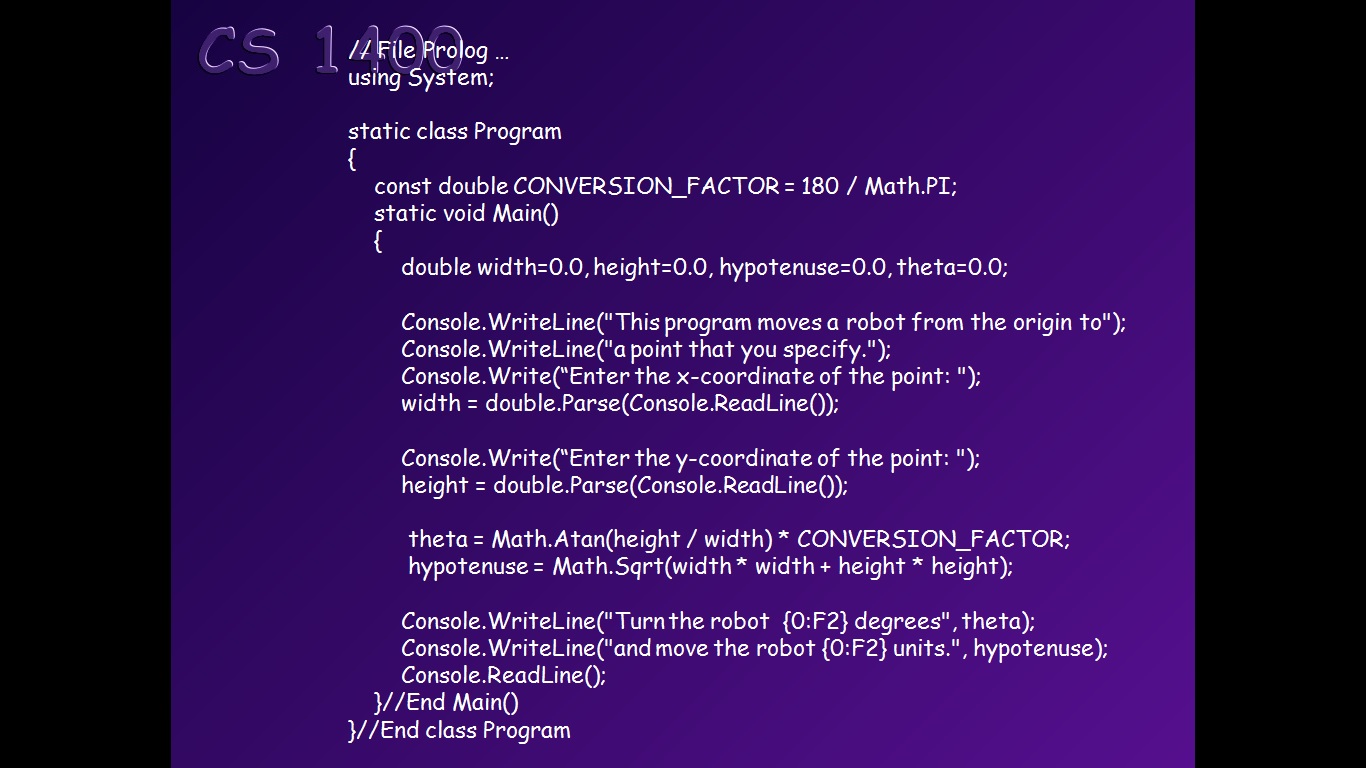 CS 1400
// File Prolog ...
using System;
static class Program
{
const double CONVERSION_FACTOR = 180 / Math.PI;
static void Main()
{
double width=0.0, height=0.0, hypotenuse=0.0, theta=0.0;
Console.WriteLine("This program moves a robot from the origin to");
Console.WriteLine("a point that you specify.");
Console.Write(“Enter the x-coordinate of the point: ");
width = double.Parse(Console.ReadLine());
Console.Write(“Enter the y-coordinate of the point: ");
height = double.Parse(Console.ReadLine());
theta = Math.Atan(height / width) * CONVERSION_FACTOR;
hypotenuse = Math.Sqrt(width * width + height * height);
Console.WriteLine("Turn the robot  {0:F2} degrees", theta);
Console.WriteLine("and move the robot {0:F2} units.", hypotenuse);
Console.ReadLine();
}//End Main()
}//End class Program